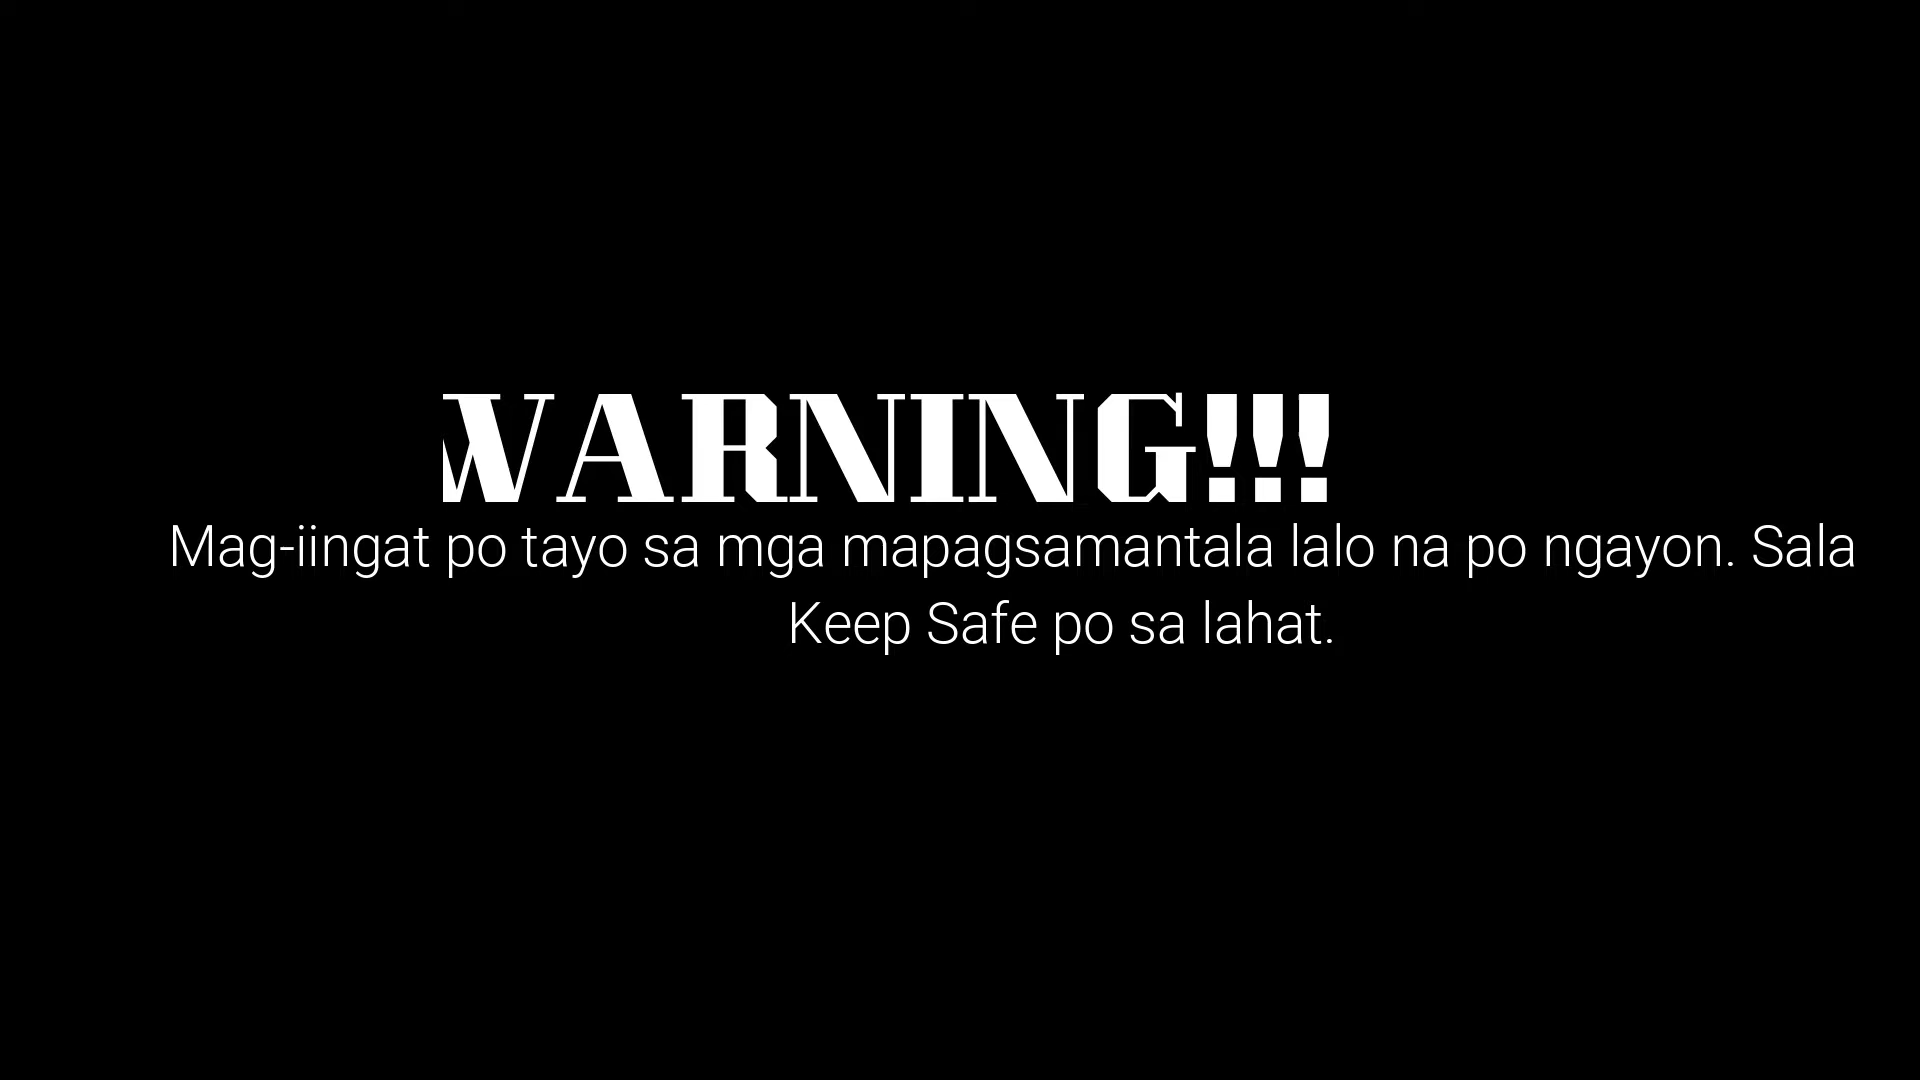 WARNING!!!
Mag-iingat po tayo sa mga mapagsamantala lalo na po ngayon. Sala
Keep Safe po sa lahat.